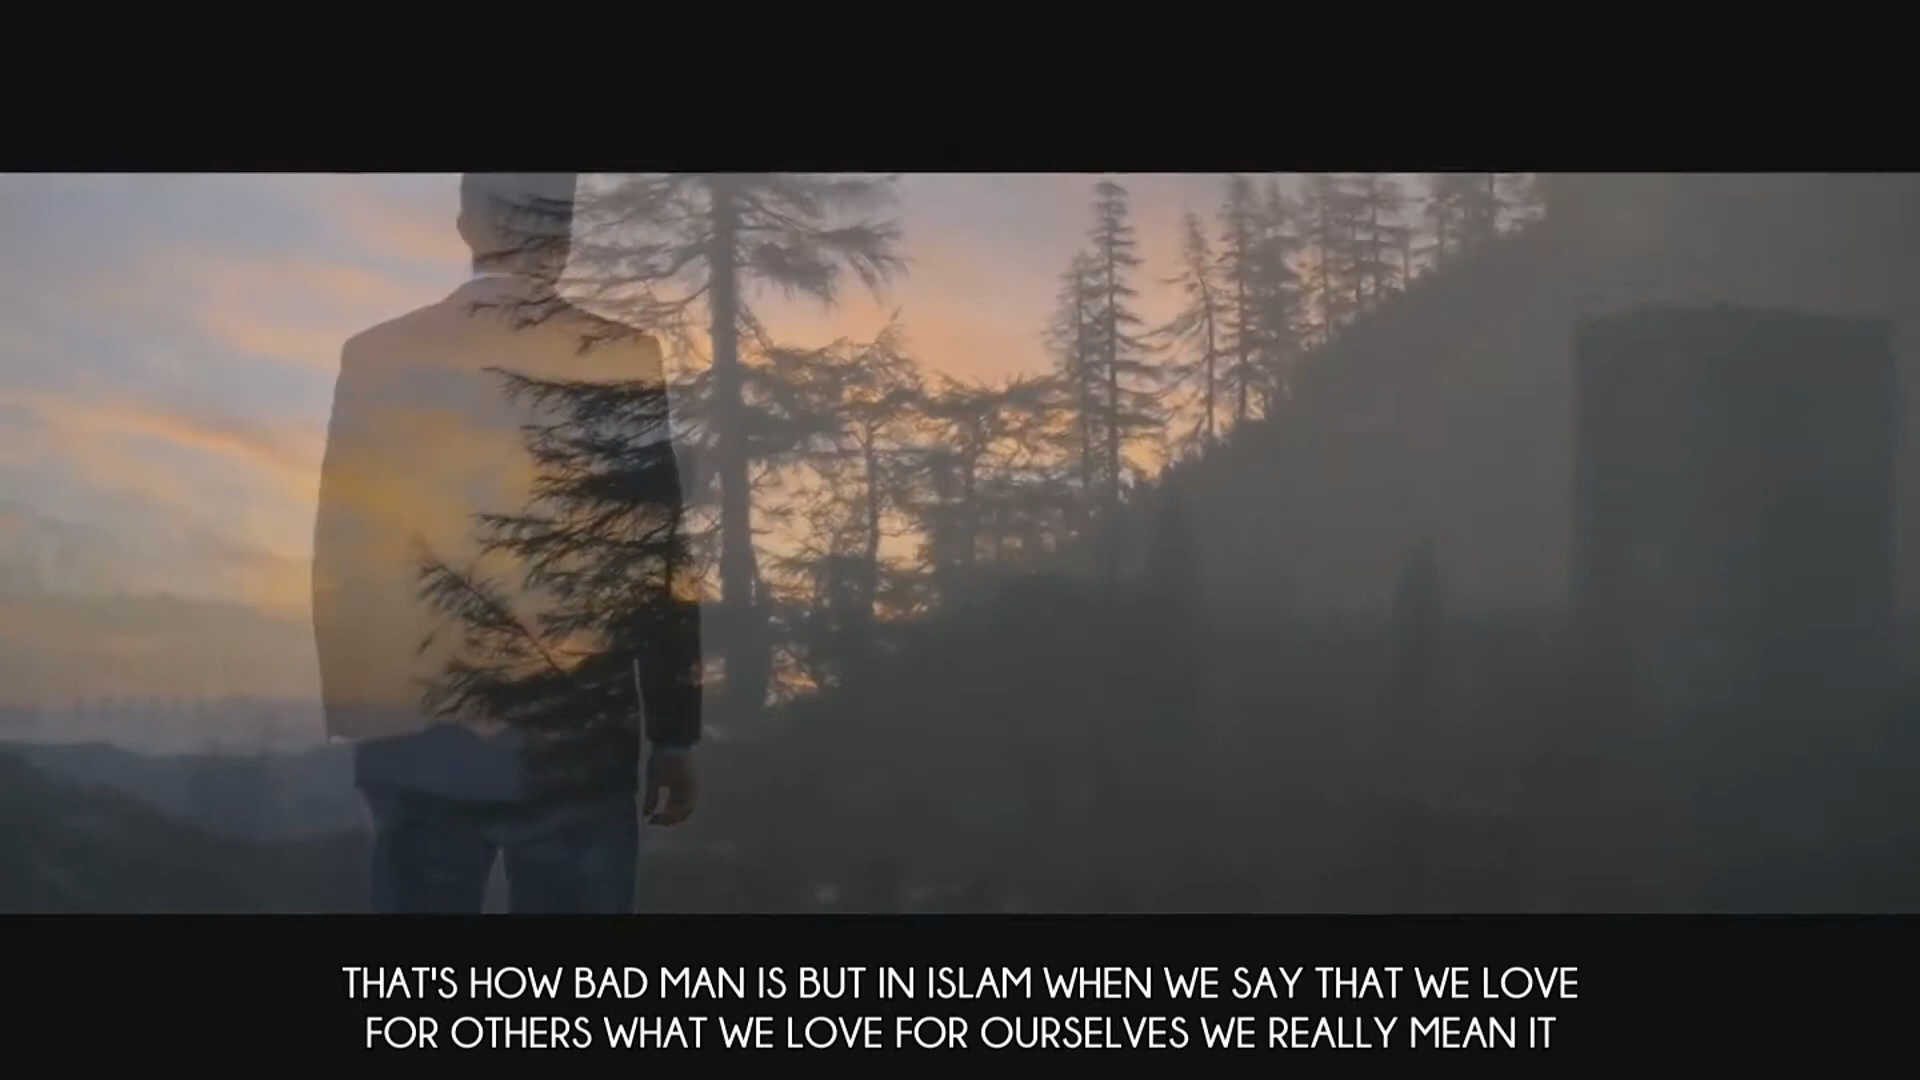 THAT'S HOW BAD MAN IS BUT IN ISLAM WHEN WE SAY THAT WE LOVE
FOR OTHERS WHAT WE LOVE FOR OURSELVES WE REALLY MEAN IT